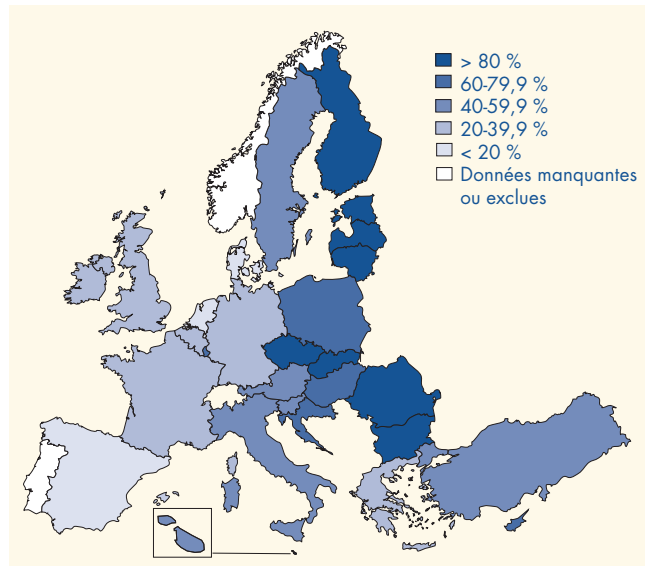 > 80 %
60-79,9 %
40-59,9 %
20-39,9 %
< 20 %
Données manquantes
ou exclues